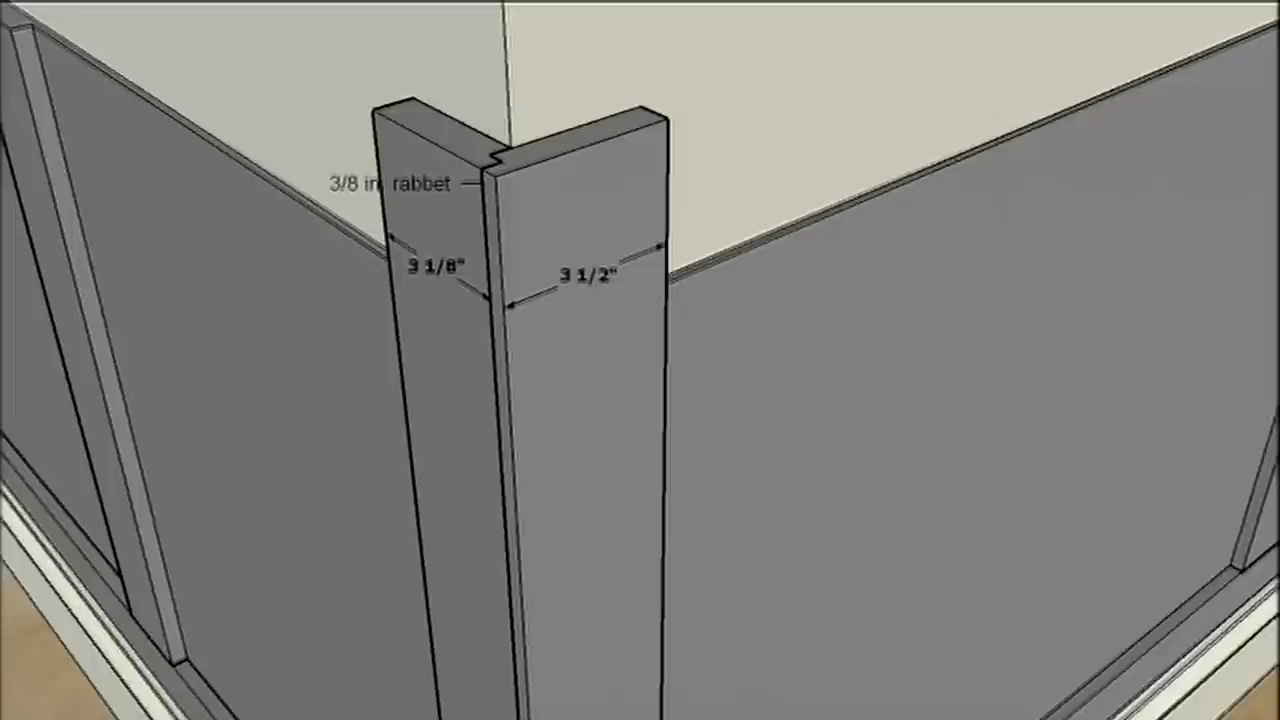 3/8 in. rabbet
3 1/8"
3 1/2"